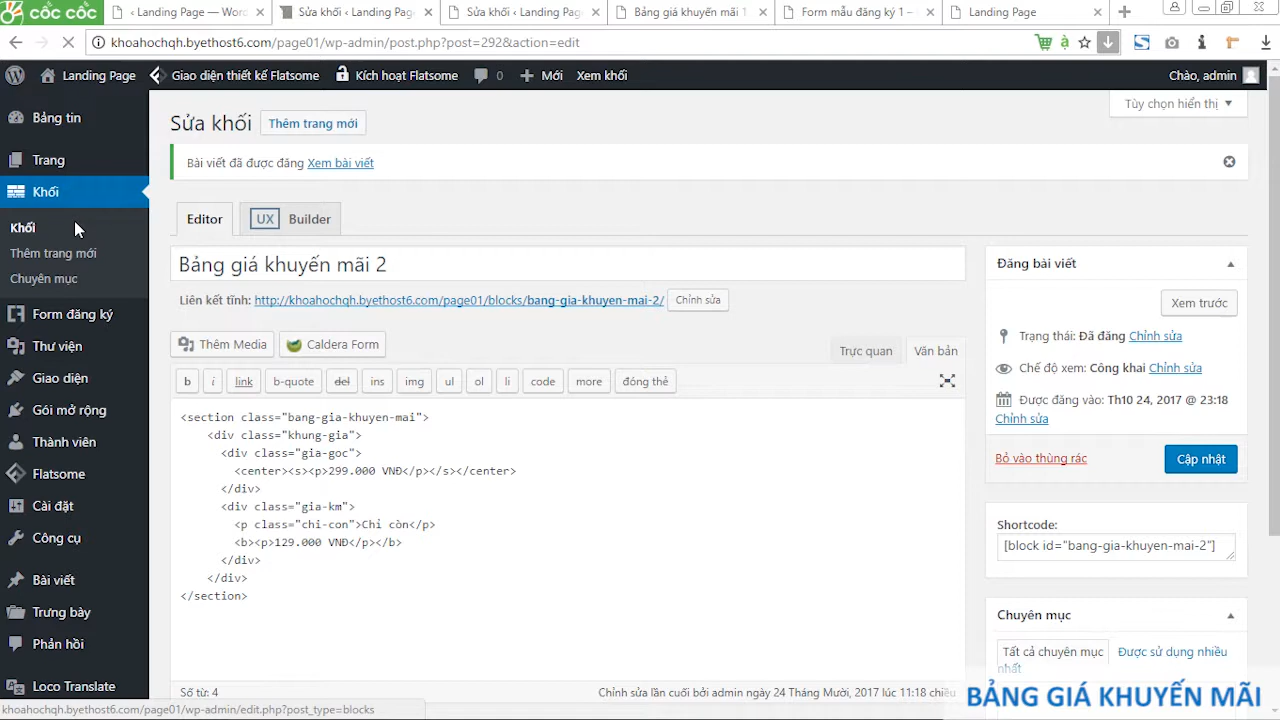 CỐC CỐC
‹ Landing Page — Word
Sửa khối ‹ Landing Page
Sửa khối ‹ Landing Page
Bảng giá khuyến mãi 1
Form mẫu đăng ký 1 –
Landing Page
khoahochqh.byethost6.com/page01/wp-admin/post.php?post=292&action=edit
Landing Page
Giao diện thiết kế Flatsome
Kích hoạt Flatsome
0
Mới
Xem khối
Chào, admin
Bảng tin
Trang
Khối
Khối
Thêm trang mới
Chuyên mục
Form đăng ký
Thư viện
Giao diện
Gói mở rộng
Thành viên
Flatsome
Cài đặt
Công cụ
Bài viết
Trưng bày
Phản hồi
Loco Translate
Tùy chọn hiển thị
Sửa khối
Thêm trang mới
Bài viết đã được đăng Xem bài viết
Editor
UX Builder
Bảng giá khuyến mãi 2
Liên kết tĩnh: http://khoahochqh.byethost6.com/page01/blocks/bang-gia-khuyen-mai-2/ Chỉnh sửa
Thêm Media
Caldera Form
Trực quan
Văn bản
b
i
link
b-quote
del
ins
img
ul
ol
li
code
more
đóng thẻ
<section class="bang-gia-khuyen-mai">
<div class="khung-gia">
<div class="gia-goc">
<center><s><p>299.000 VNĐ</p></s></center>
</div>
<div class="gia-km">
<p class="chi-con">Chỉ còn</p>
<b><p>129.000 VNĐ</p></b>
</div>
</div>
</section>
Số từ: 4
Chỉnh sửa lần cuối bởi admin ngày 24 Tháng Mười, 2017 lúc 11:18 chiều
Đăng bài viết
Xem trước
Trạng thái: Đã đăng Chỉnh sửa
Chế độ xem: Công khai Chỉnh sửa
Được đăng vào: Th10 24, 2017 @ 23:18
Chỉnh sửa
Bỏ vào thùng rác
Cập nhật
Shortcode:
[block id="bang-gia-khuyen-mai-2"]
Chuyên mục
Tất cả chuyên mục
Được sử dụng nhiều
nhất
khoahochqh.byethost6.com/page01/wp-admin/edit.php?post_type=blocks
BẢNG GIÁ KHUYẾN MÃI